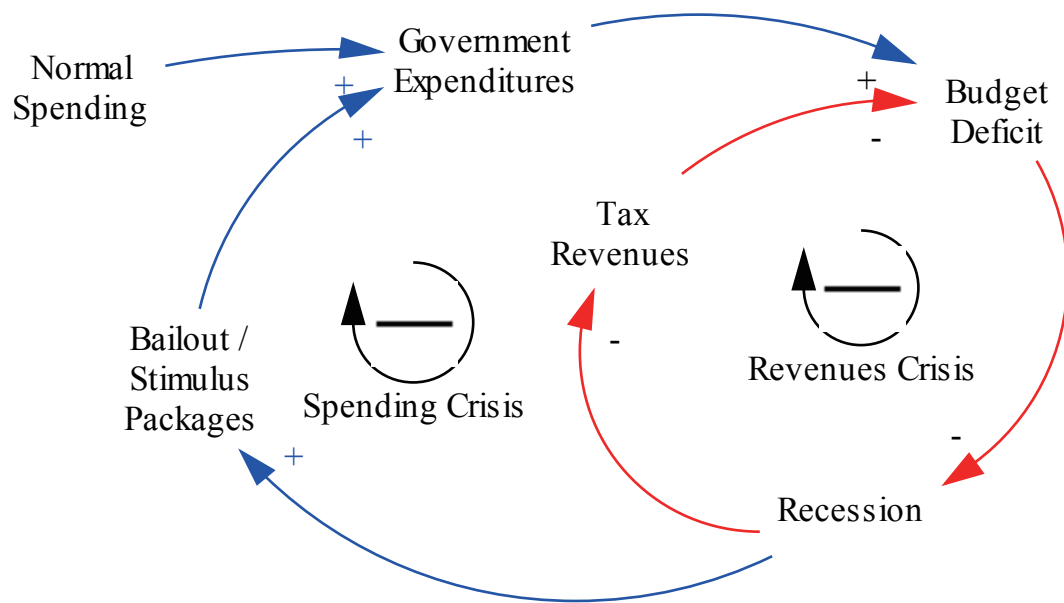 Normal
Spending
Government
Expenditures
Budget
Deficit
+
+
+
-
Tax
Revenues
Bailout /
Stimulus
Packages
-
Spending Crisis
Revenues Crisis
+
-
Recession